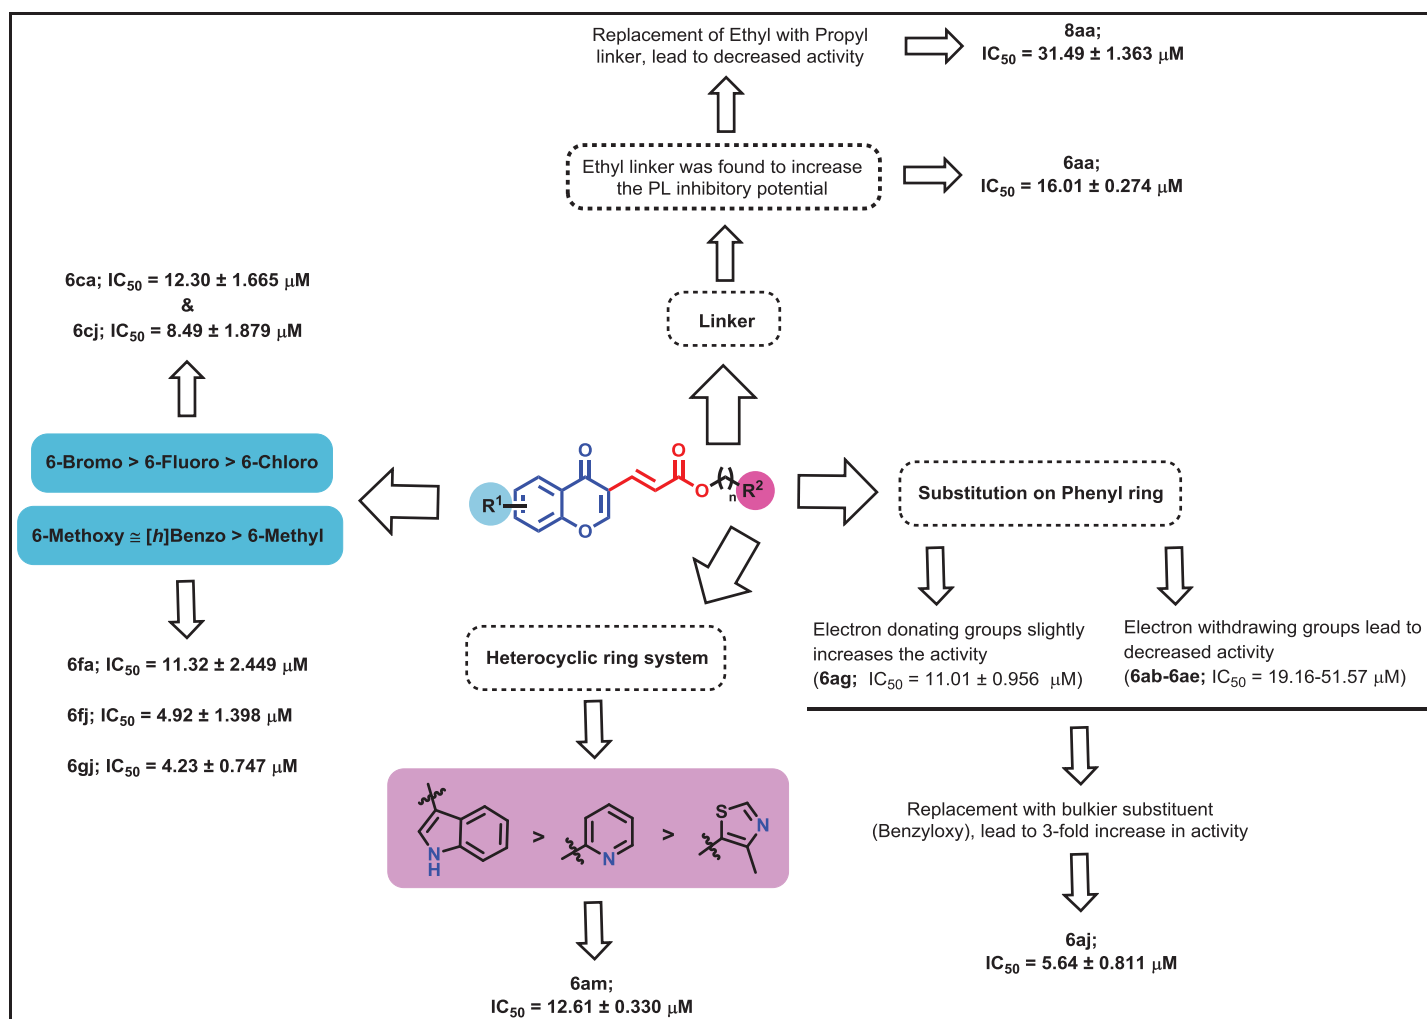 Replacement of Ethyl with Propyl
linker, lead to decreased activity
8aa;
IC50 = 31.49 ± 1.363 µM
Ethyl linker was found to increase
the PL inhibitory potential
6aa;
IC50 = 16.01 ± 0.274 µM
6ca; IC50 = 12.30 ± 1.665 µM
&
6cj; IC50 = 8.49 ± 1.879 µM
Linker
6-Bromo > 6-Fluoro > 6-Chloro
6-Methoxy ≅ [h]Benzo > 6-Methyl
R1
O
O
O
O
n
R2
Substitution on Phenyl ring
Electron donating groups slightly
increases the activity
(6ag; IC50 = 11.01 ± 0.956 µM)
Electron withdrawing groups lead to
decreased activity
(6ab-6ae; IC50 = 19.16-51.57 µM)
6fa; IC50 = 11.32 ± 2.449 µM
6fj; IC50 = 4.92 ± 1.398 µM
6gj; IC50 = 4.23 ± 0.747 µM
Heterocyclic ring system
N
H
>
N
>
S
N
Replacement with bulkier substituent
(Benzyloxy), lead to 3-fold increase in activity
6aj;
IC50 = 5.64 ± 0.811 µM
6am;
IC50 = 12.61 ± 0.330 µM